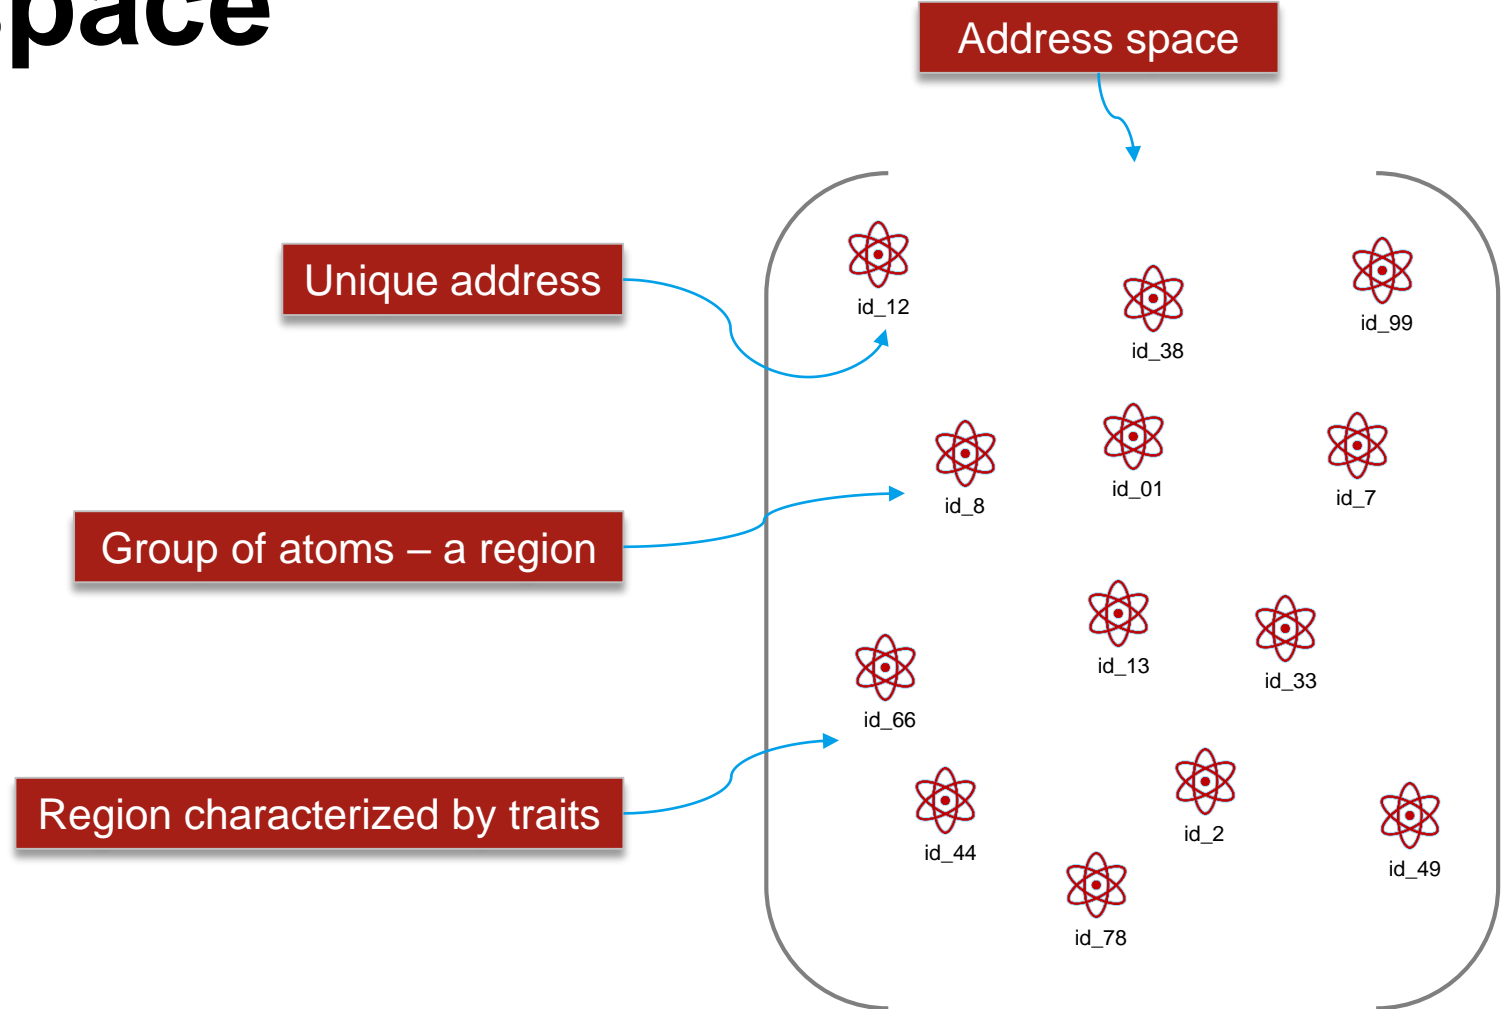 Address space
Unique address
id_12
id_38
id_99
id_8
id_01
id_7
Group of atoms – a region
id_13
id_33
id_66
Region characterized by traits
id_44
id_2
id_49
id_78